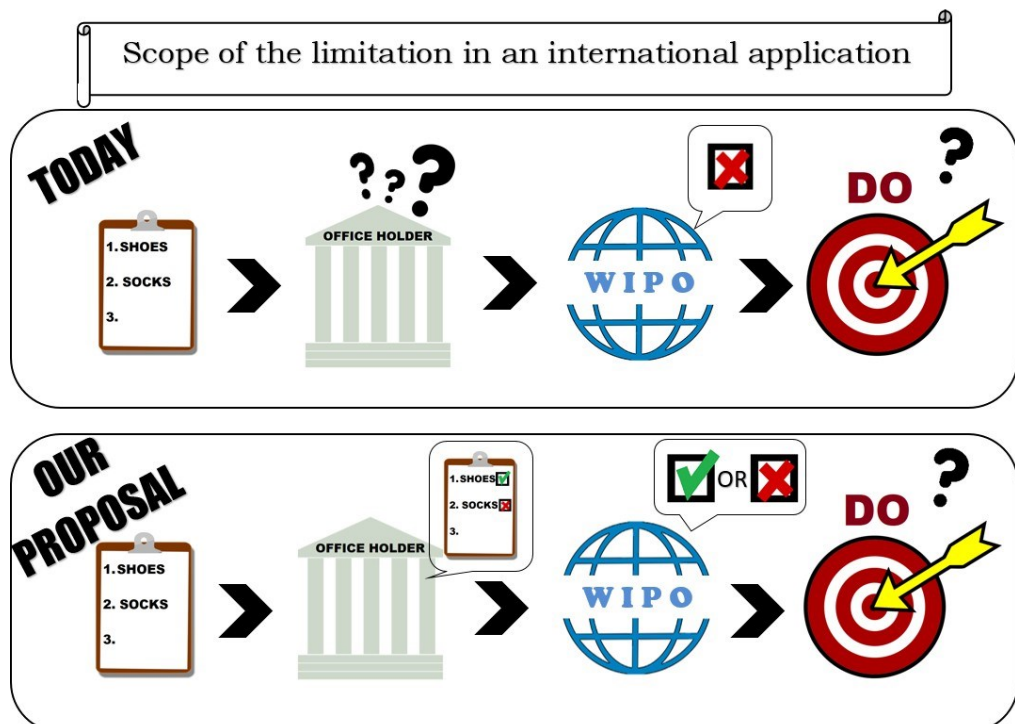 Scope of the limitation in an international application
TODAY
1. SHOES
2. SOCKS
3.
? ? ?
OFFICE HOLDER
WIPO
?
DO
OUR
PROPOSAL
1. SHOES
2. SOCKS
3.
OFFICE HOLDER
1. SHOES
2. SOCKS
3.
OR
WIPO
?
DO